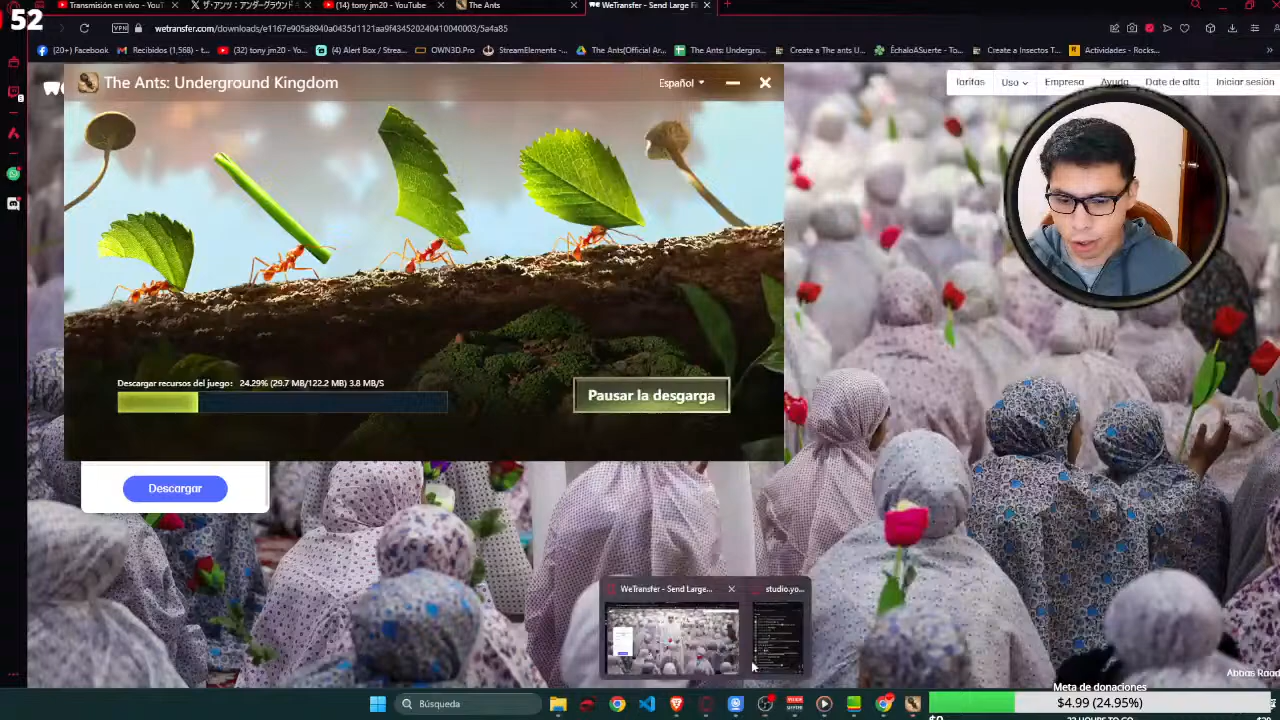 52
Transmisión en vivo
ザ・アンツ：アンダーグラウンド
(14) tony jm20 - YouTube
The Ants
WeTransfer - Send Large Fi
VPN
wetransfer.com/downloads/e1167e905a8940a0435d1121aa9f434520240410040003/5a4a85
(20+) Facebook
Recibidos (1,568) - t...
(32) tony jm20 - Yo...
Alert Box / Strea...
OWN3D.Pro
StreamElements -...
The Ants(Official Ar...
The Ants: Undergro...
Create a The ants U...
ÉchaloASuerte - To...
Create a Insectos T...
Actividades - Rocks...
The Ants: Underground Kingdom
Español
Tarifas
Uso
Empresa
Ayuda
Date de alta
Iniciar sesión
Descargar recursos del juego: 24.29% (29.7 MB/122.2 MB) 3.8 MB/S
Pausar la desgarga
Descargar
WeTransfer - Send Large...
studio.yo...
Búsqueda
Meta de donaciones
$4.99 (24.95%)